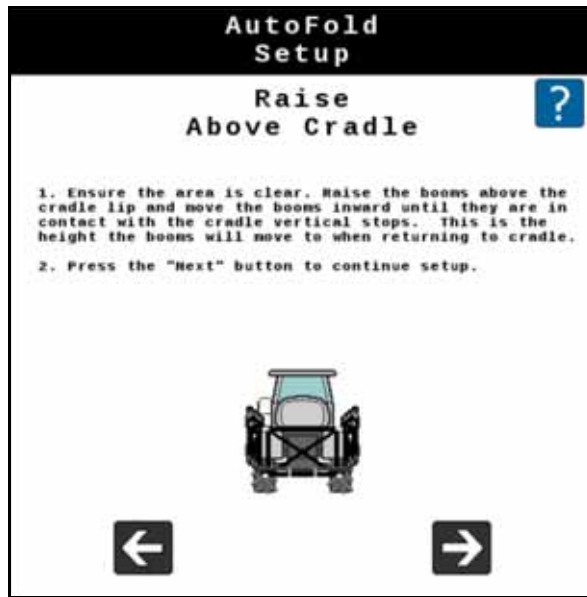 AutoFold
Setup
Raise
Above Cradle
?
1. Ensure the area is clear. Raise the booms above the
cradle lip and move the booms inward until they are in
contact with the cradle vertical stops. This is the
height the booms will move to when returning to cradle.
2. Press the "Next" button to continue setup.